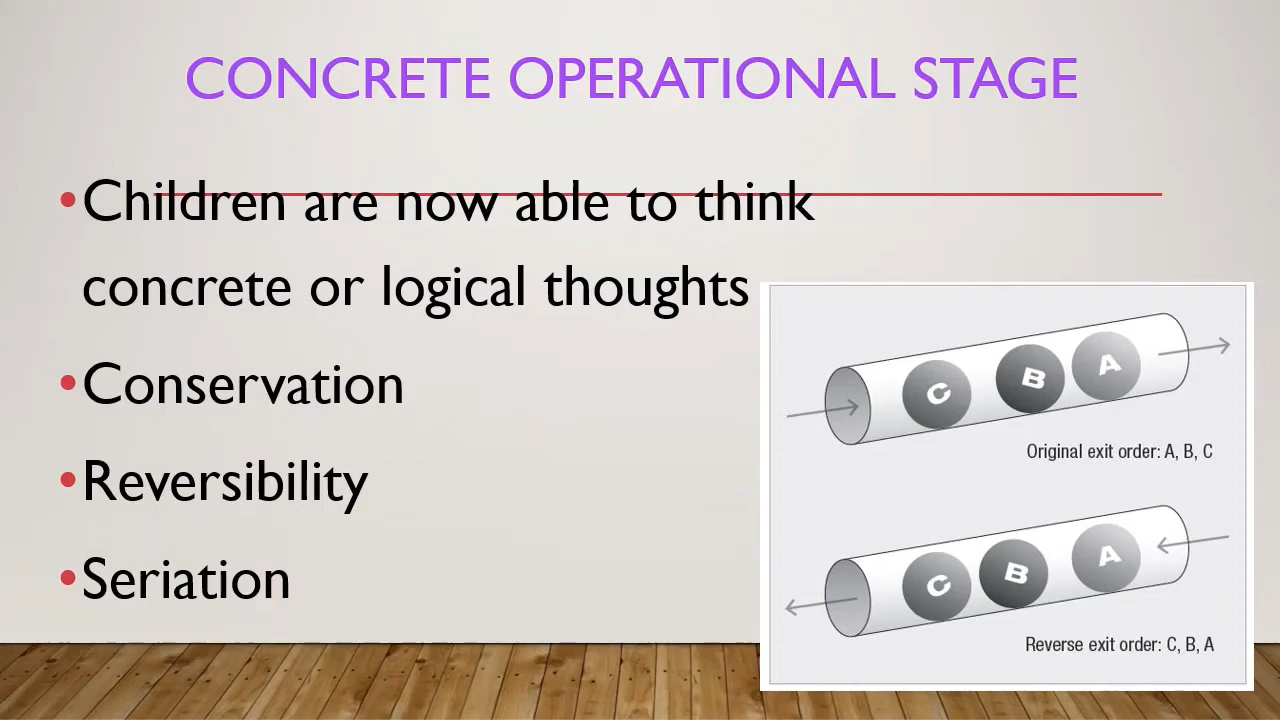 CONCRETE OPERATIONAL STAGE
•Children are now able to think
concrete or logical thoughts
•Conservation
•Reversibility
•Seriation
C B A
Original exit order: A, B, C
C B A
Reverse exit order: C, B, A